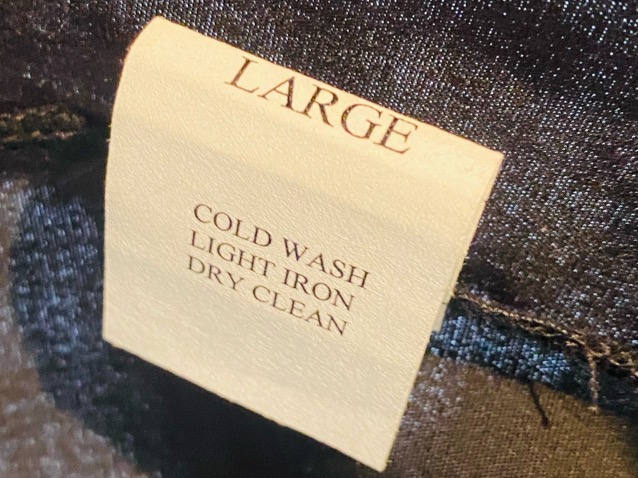 LARGE
COLD WASH
LIGHT IRON
DRY CLEAN